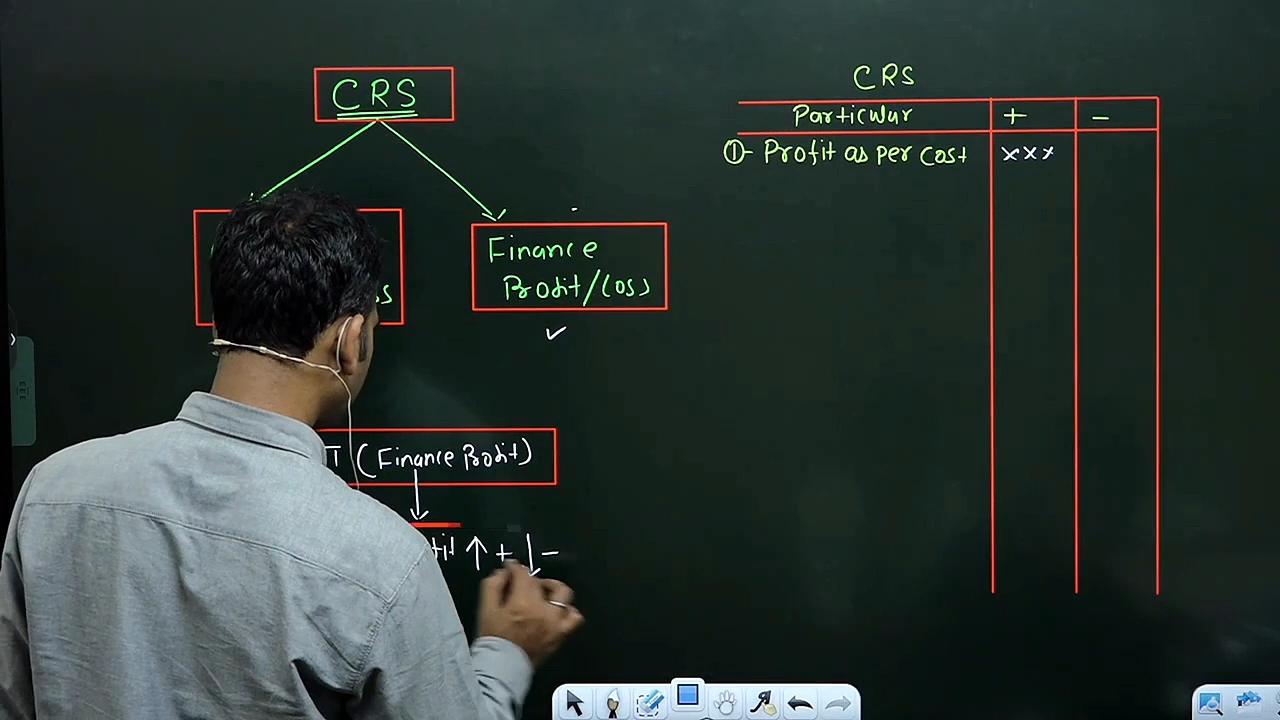 CRS
Finance
Profit/Loss
T (Finance Profit)
↑ + ↓ -
CRS
Particular + -
①- Profit as per cost xxx